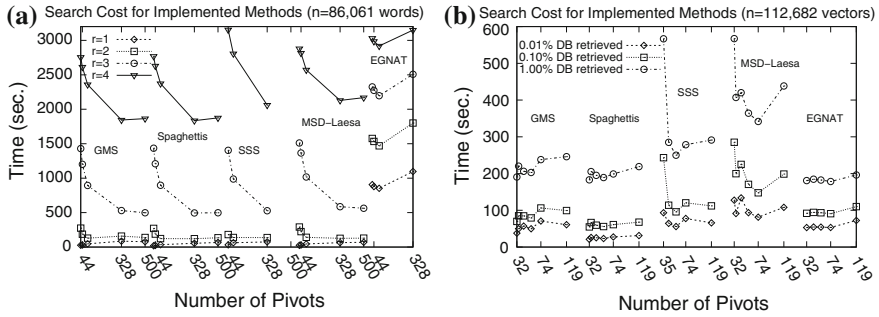 (a) Search Cost for Implemented Methods (n=86,061 words)
r=1
r=2
r=3
r=4
EGNAT
GMS
Spaghettis
SSS
MSD-Laesa
Time (sec.)
3000
2500
2000
1500
1000
500
0
44 328 500 44 328 500 44 328 500 44 328 500 44 328
Number of Pivots
(b) Search Cost for Implemented Methods (n=112,682 vectors)
0.01% DB retrieved
0.10% DB retrieved
1.00% DB retrieved
MSD-Laesa
SSS
GMS
Spaghettis
EGNAT
Time (sec.)
600
500
400
300
200
100
0
32 74 119 32 74 119 35 74 119 32 74 119 32 74 119
Number of Pivots